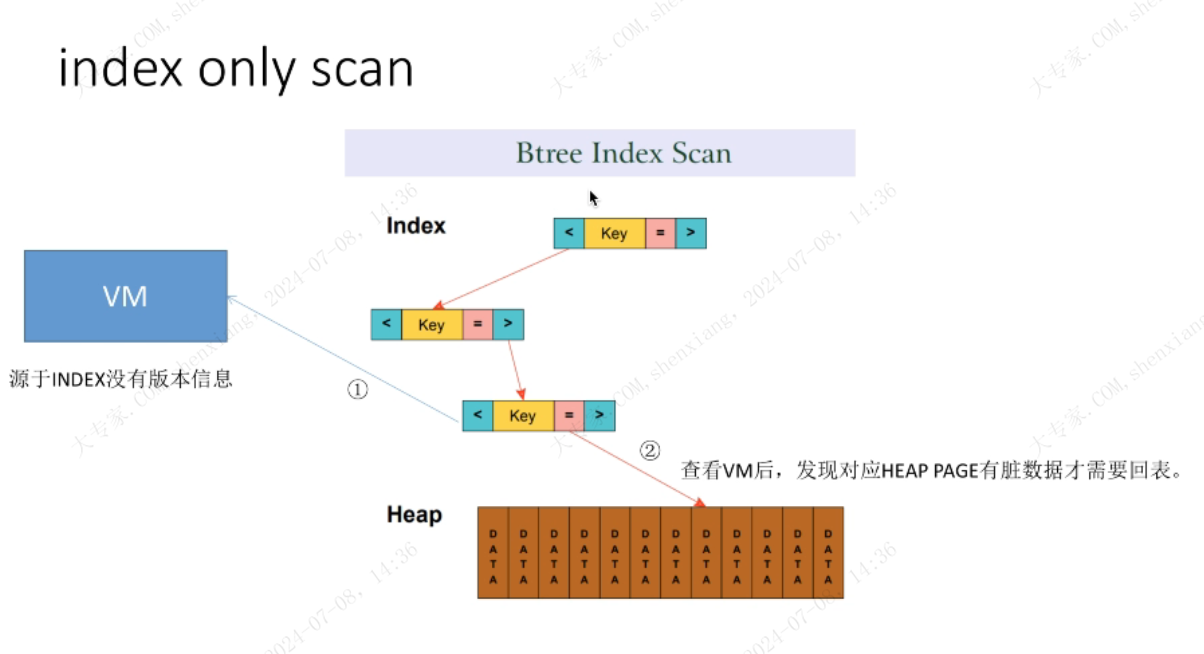 index only scan
Btree Index Scan
Index
< Key = >
VM
< Key = >
源于INDEX没有版本信息
①
< Key = >
②
查看VM后，发现对应HEAP PAGE有脏数据才需要回表。
Heap
DATA DATA DATA DATA DATA DATA DATA DATA DATA DATA DATA DATA
大专家.COM, shenxiang, 2024-07-08, 14:36